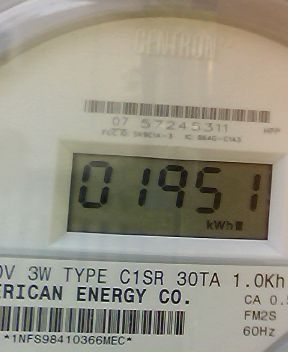 CENTRON
07 57245311
01951
kWh
0V 3W TYPE C1SR 30TA 1.0Kh
ERICAN ENERGY CO.
CA 0.5
FM2S
60Hz
*1NFS98410366MEC*